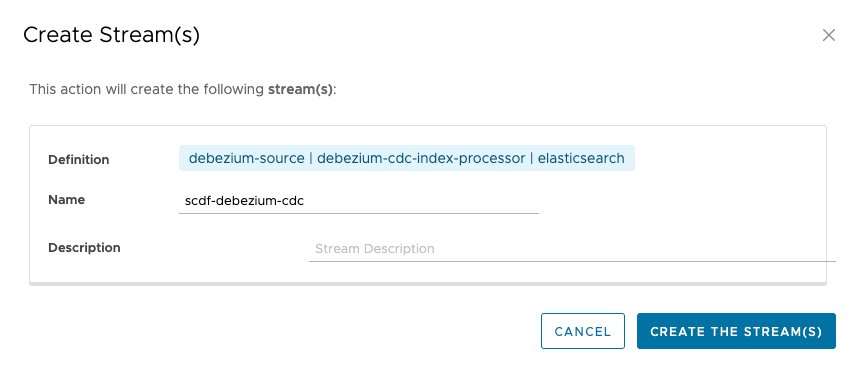 Create Stream(s)
This action will create the following stream(s):
Definition debezium-source | debezium-cdc-index-processor | elasticsearch
Name scdf-debezium-cdc
Description Stream Description
CANCEL CREATE THE STREAM(S)